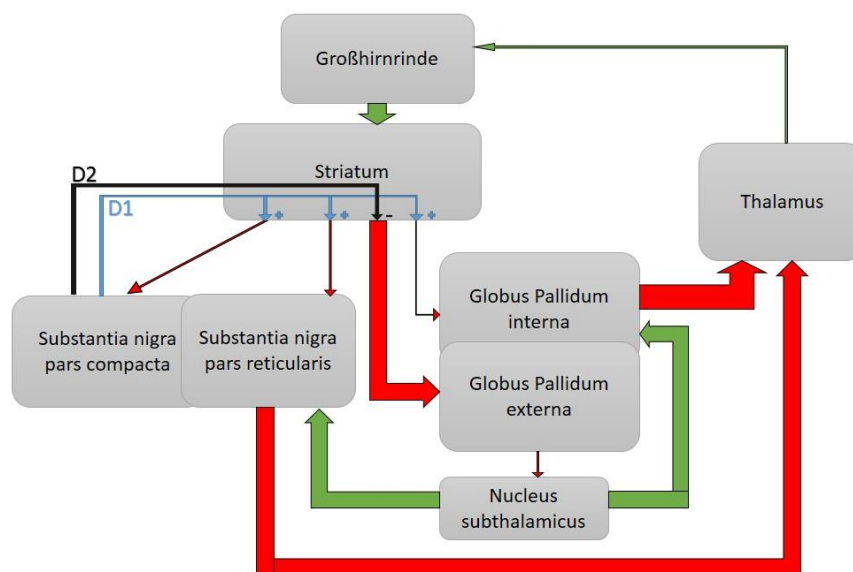 Großhirnrinde
Striatum
Thalamus
D2
D1
+
+
-
+
Globus Pallidum
interna
Substantia nigra
pars compacta
Substantia nigra
pars reticularis
Globus Pallidum
externa
Nucleus
subthalamicus